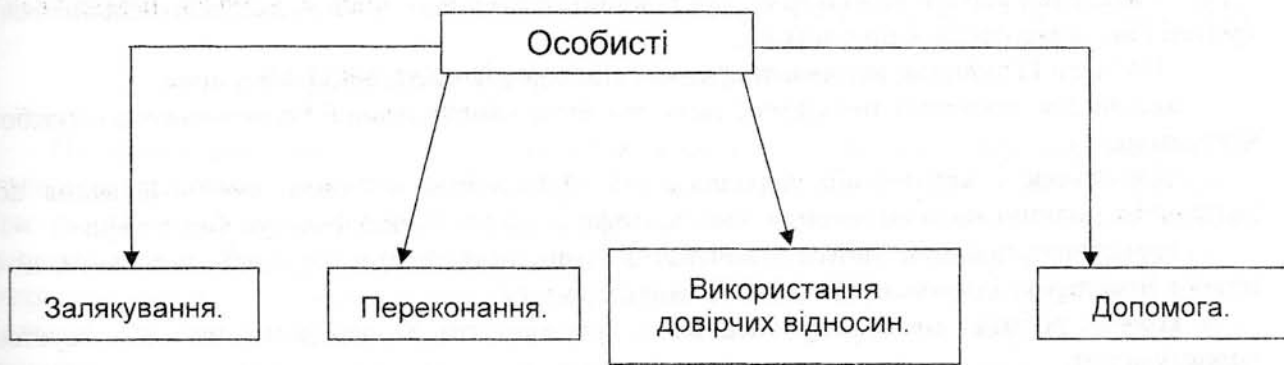 Особисті
Залякування.
Переконання.
Використання
довірчих відносин.
Допомога.